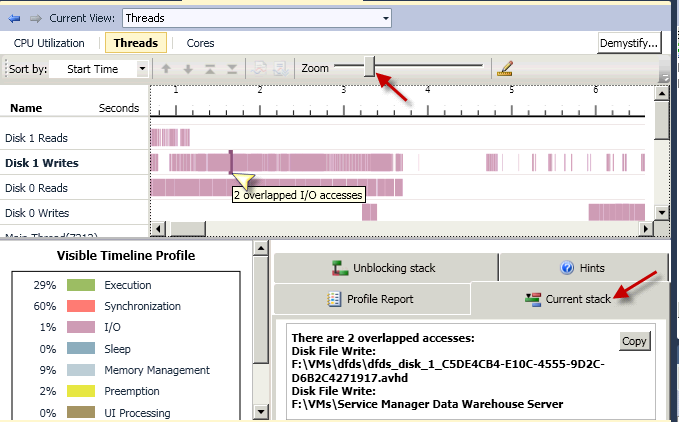 Current View: Threads
CPU Utilization Threads Cores Demystify...
Sort by: Start Time Zoom
Name Seconds 1 2 3 4 5 6
Disk 1 Reads
Disk 1 Writes
Disk 0 Reads
2 overlapped I/O accesses
Disk 0 Writes
Main Thread(7212)
Visible Timeline Profile
29% Execution
60% Synchronization
1% I/O
0% Sleep
9% Memory Management
2% Preemption
0% UI Processing
Unblocking stack Hints
Profile Report Current stack
There are 2 overlapped accesses: Copy
Disk File Write:
F:\VMs\dfds\dfds_disk_1_C5DE4CB4-E10C-4555-9D2C-
D6B2C4271917.avhd
Disk File Write:
F:\VMs\Service Manager Data Warehouse Server